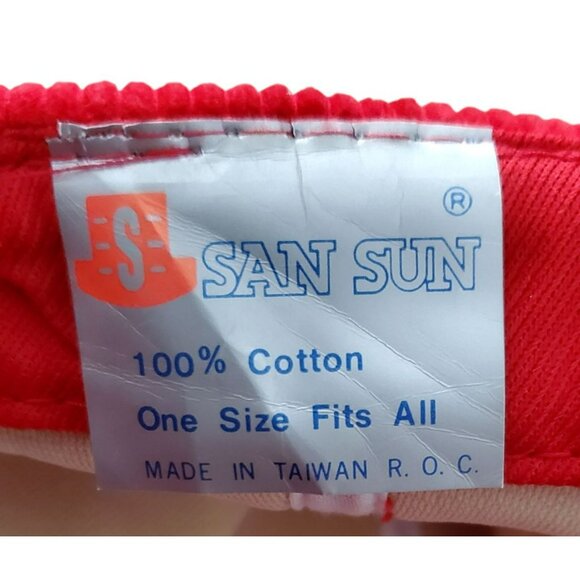 ®
S SAN SUN
100% Cotton
One Size Fits All
MADE IN TAIWAN R. O. C.